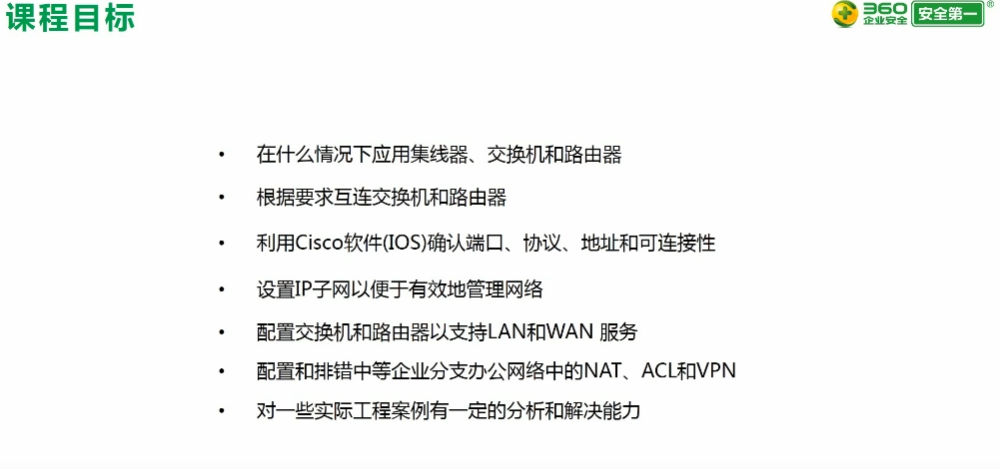 课程目标
360
企业安全
安全第一
®
• 在什么情况下应用集线器、交换机和路由器
• 根据要求互连交换机和路由器
• 利用Cisco软件(IOS)确认端口、协议、地址和可连接性
• 设置IP子网以便于有效地管理网络
• 配置交换机和路由器以支持LAN和WAN 服务
• 配置和排错中等企业分支办公网络中的NAT、ACL和VPN
• 对一些实际工程案例有一定的分析和解决能力